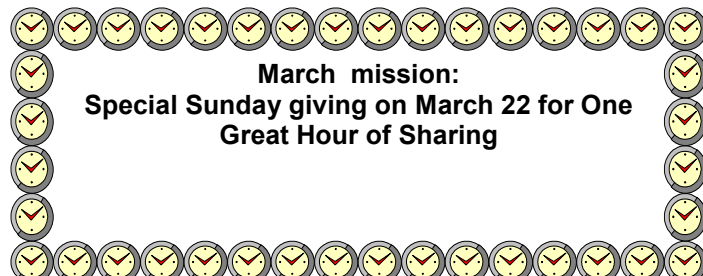 March  mission:
Special Sunday giving on March 22 for One
Great Hour of Sharing